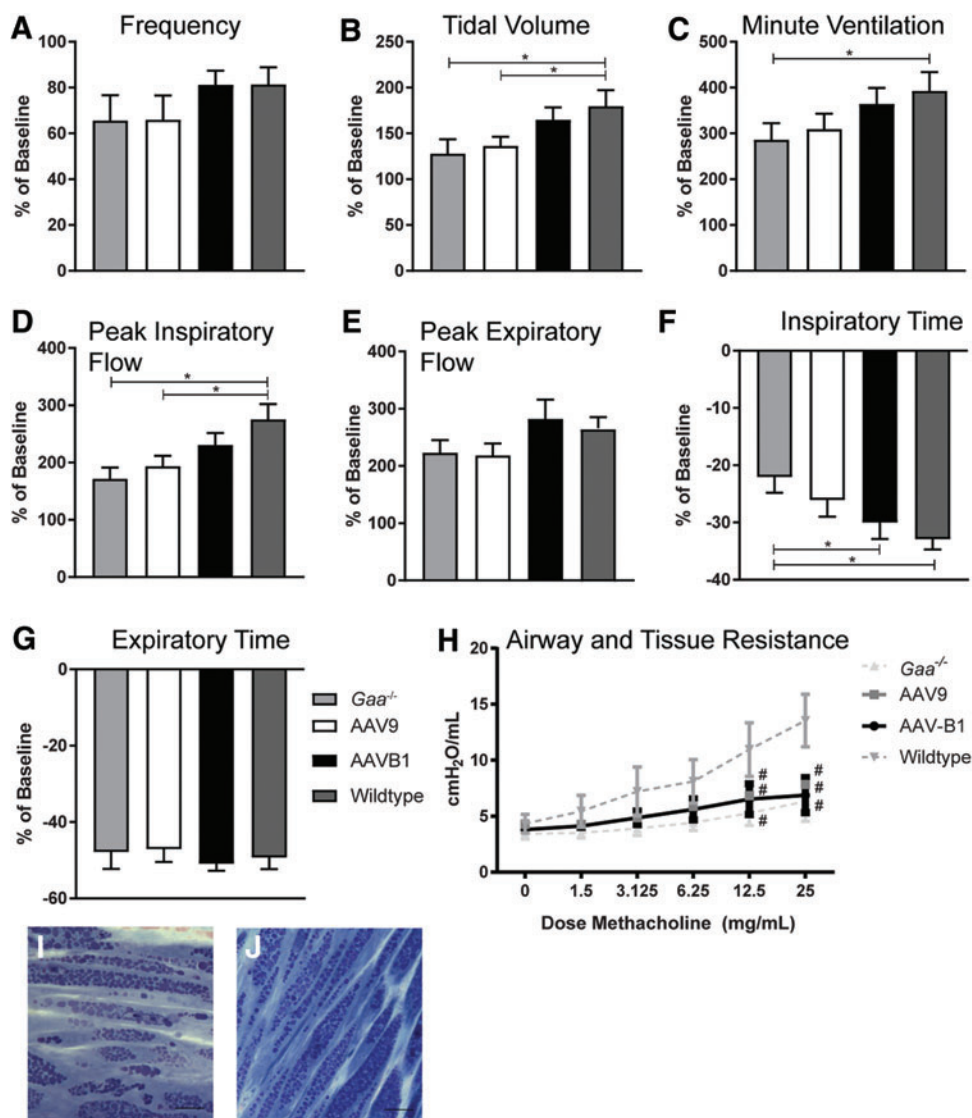 A Frequency
% of Baseline
100
80
60
40
20
0
B Tidal Volume
% of Baseline
250
200
150
100
50
0
*
*
C Minute Ventilation
% of Baseline
500
400
300
200
100
0
*
D Peak Inspiratory
Flow
% of Baseline
400
300
200
100
0
*
*
E Peak Expiratory
Flow
% of Baseline
400
300
200
100
0
F Inspiratory Time
% of Baseline
0
-10
-20
-30
-40
*
*
G Expiratory Time
% of Baseline
0
-20
-40
-60
Gaa-/-
AAV9
AAVB1
Wildtype
H Airway and Tissue Resistance
cmH2O/mL
20
15
10
5
0
#
#
#
#
#
#
0 1.5 3.125 6.25 12.5 25
Dose Methacholine (mg/mL)
Gaa-/-
AAV9
AAV-B1
Wildtype
I
J